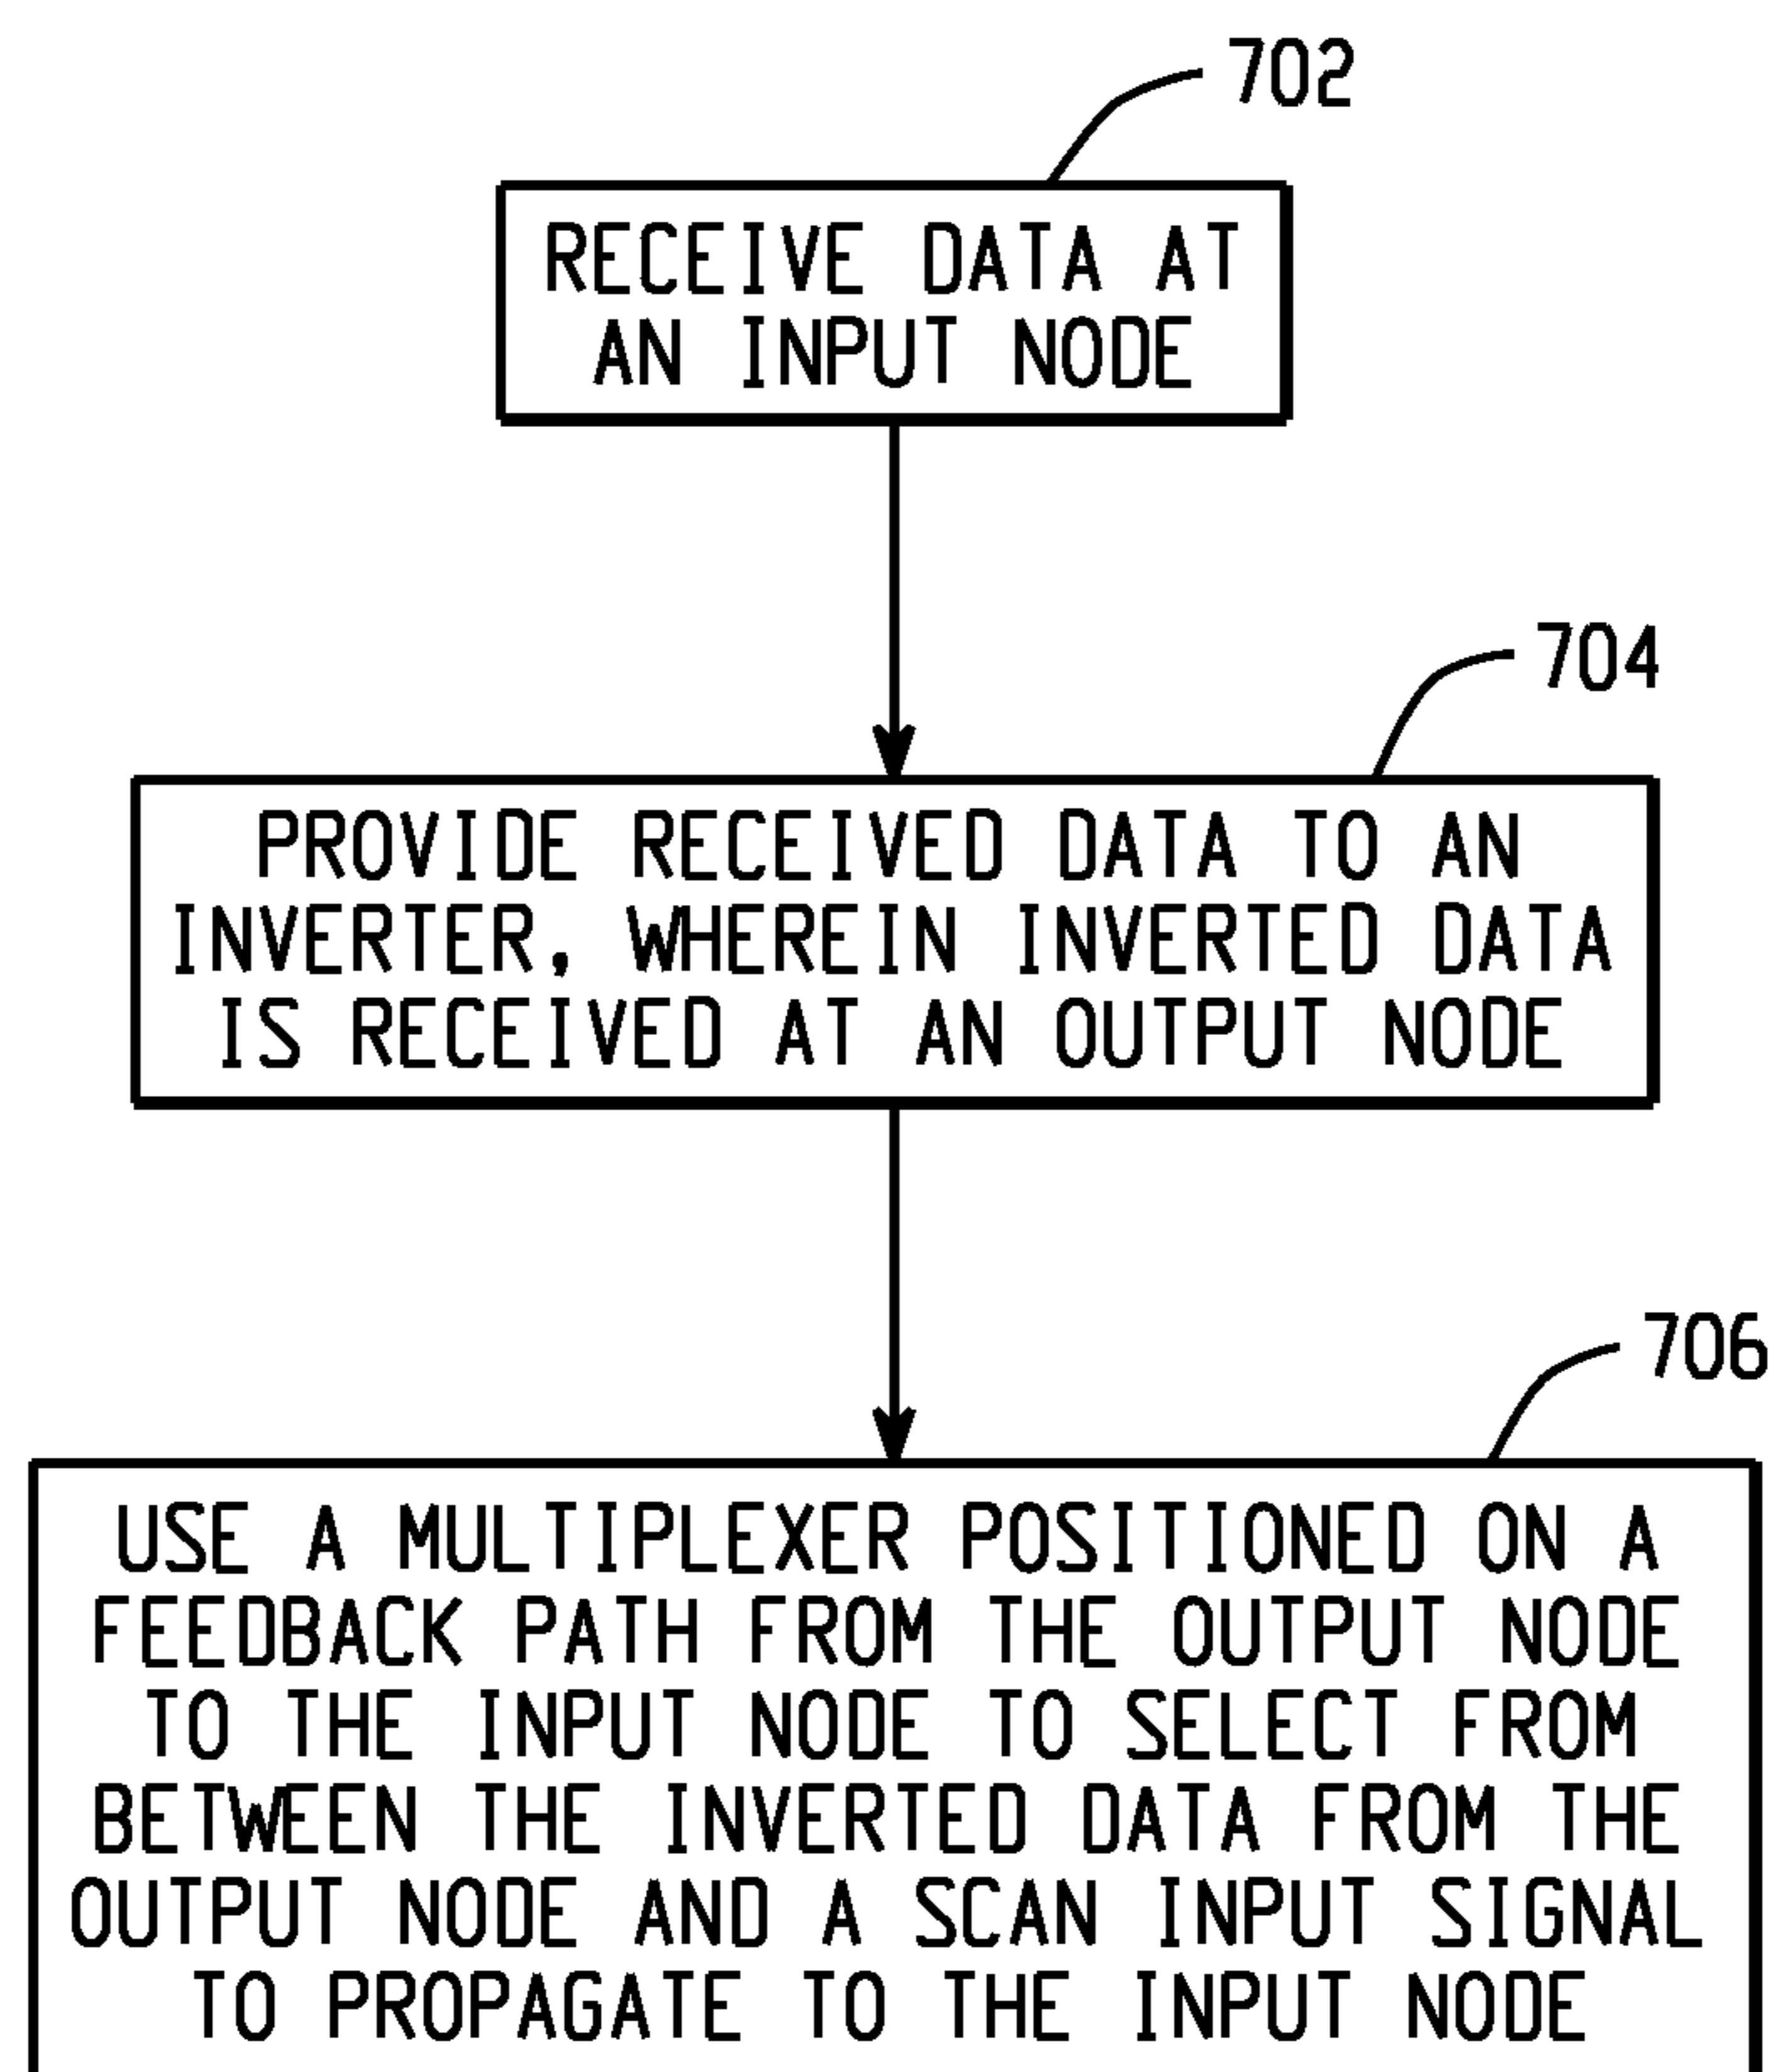 702
RECEIVE DATA AT
AN INPUT NODE
704
PROVIDE RECEIVED DATA TO AN
INVERTER, WHEREIN INVERTED DATA
IS RECEIVED AT AN OUTPUT NODE
706
USE A MULTIPLEXER POSITIONED ON A
FEEDBACK PATH FROM THE OUTPUT NODE
TO THE INPUT NODE TO SELECT FROM
BETWEEN THE INVERTED DATA FROM THE
OUTPUT NODE AND A SCAN INPUT SIGNAL
TO PROPAGATE TO THE INPUT NODE